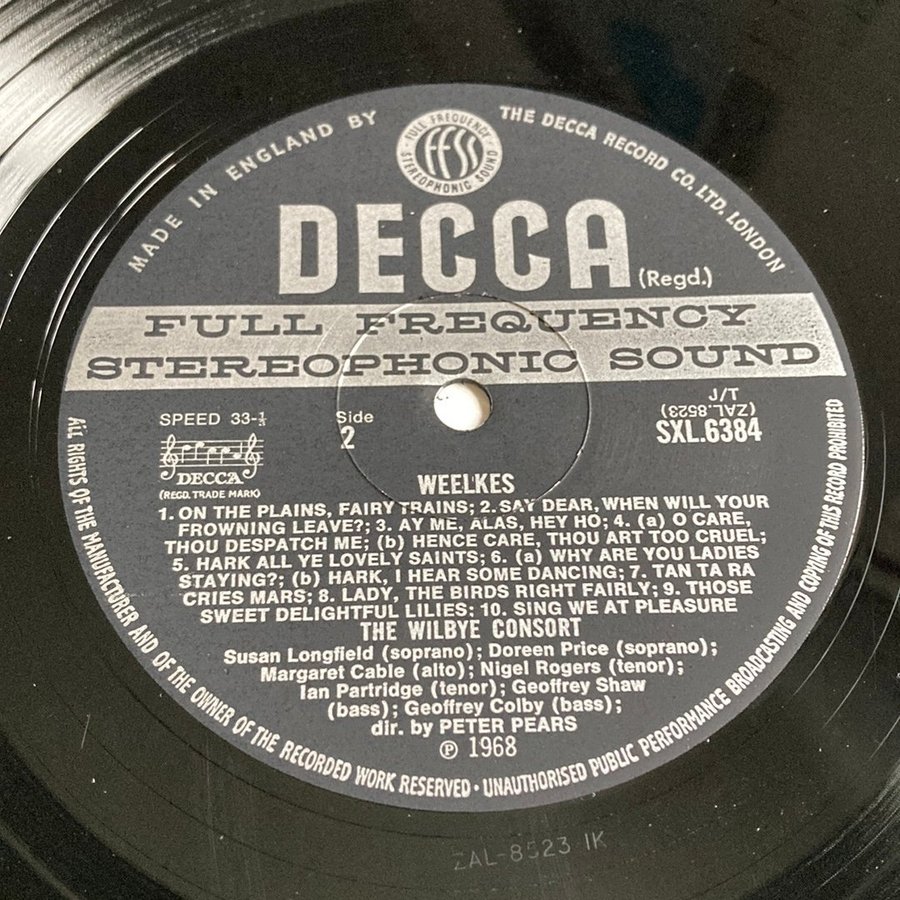 MADE IN ENGLAND BY
THE DECCA RECORD CO. LTD. LONDON
FULL FREQUENCY
FFSS
STEREOPHONIC SOUND
DECCA
(Regd.)
FULL FREQUENCY
STEREOPHONIC SOUND
SPEED 33-⅓
Side
2
DECCA
(REGD. TRADE MARK)
J/T
(ZAL.8523)
SXL.6384
WEELKES
1. ON THE PLAINS, FAIRY TRAINS; 2. SAY DEAR, WHEN WILL YOUR
FROWNING LEAVE?; 3. AY ME, ALAS, HEY HO; 4. (a) O CARE,
THOU DESPATCH ME; (b) HENCE CARE, THOU ART TOO CRUEL;
5. HARK ALL YE LOVELY SAINTS; 6. (a) WHY ARE YOU LADIES
STAYING?; (b) HARK, I HEAR SOME DANCING; 7. TAN TA RA
CRIES MARS; 8. LADY, THE BIRDS RIGHT FAIRLY; 9. THOSE
SWEET DELIGHTFUL LILIES; 10. SING WE AT PLEASURE
THE WILBYE CONSORT
Susan Longfield (soprano); Doreen Price (soprano);
Margaret Cable (alto); Nigel Rogers (tenor);
Ian Partridge (tenor); Geoffrey Shaw
(bass); Geoffrey Colby (bass);
dir. by PETER PEARS
℗ 1968
ALL RIGHTS OF THE MANUFACTURER AND OF THE OWNER OF THE RECORDED WORK RESERVED · UNAUTHORISED PUBLIC PERFORMANCE BROADCASTING AND COPYING OF THIS RECORD PROHIBITED
ZAL-8523 1K